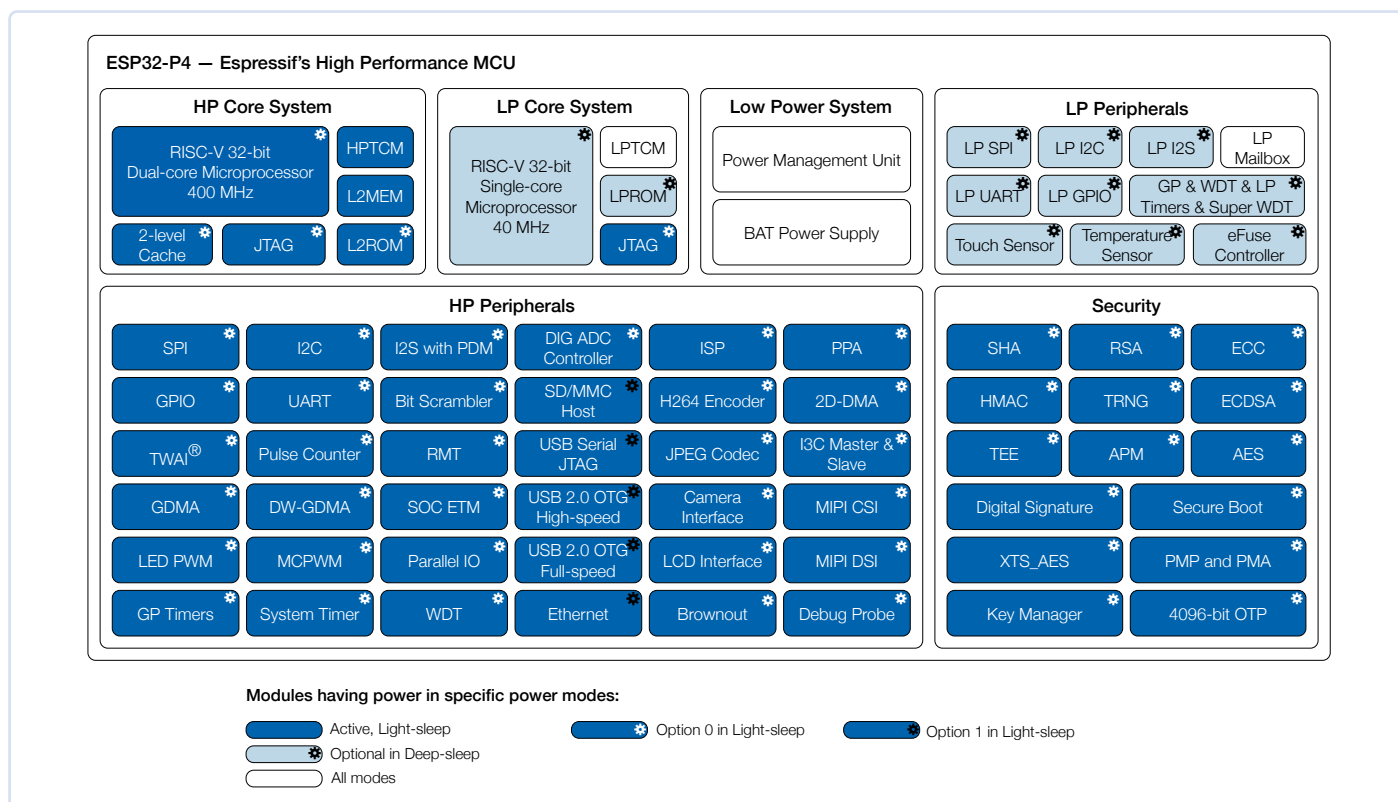 ESP32-P4 — Espressif's High Performance MCU
HP Core System
RISC-V 32-bit
Dual-core Microprocessor
400 MHz
HPTCM
L2MEM
2-level
Cache
JTAG
L2ROM
LP Core System
RISC-V 32-bit
Single-core
Microprocessor
40 MHz
LPTCM
LPROM
JTAG
Low Power System
Power Management Unit
BAT Power Supply
LP Peripherals
LP SPI
LP I2C
LP I2S
LP
Mailbox
LP UART
LP GPIO
GP & WDT & LP
Timers & Super WDT
Touch Sensor
Temperature
Sensor
eFuse
Controller
HP Peripherals
SPI
I2C
I2S with PDM
DIG ADC
Controller
ISP
PPA
GPIO
UART
Bit Scrambler
SD/MMC
Host
H264 Encoder
2D-DMA
TWAI®
Pulse Counter
RMT
USB Serial
JTAG
JPEG Codec
I3C Master &
Slave
GDMA
DW-GDMA
SOC ETM
USB 2.0 OTG
High-speed
Camera
Interface
MIPI CSI
LED PWM
MCPWM
Parallel IO
USB 2.0 OTG
Full-speed
LCD Interface
MIPI DSI
GP Timers
System Timer
WDT
Ethernet
Brownout
Debug Probe
Security
SHA
RSA
ECC
HMAC
TRNG
ECDSA
TEE
APM
AES
Digital Signature
Secure Boot
XTS_AES
PMP and PMA
Key Manager
4096-bit OTP
Modules having power in specific power modes:
Active, Light-sleep
Option 0 in Light-sleep
Option 1 in Light-sleep
Optional in Deep-sleep
All modes